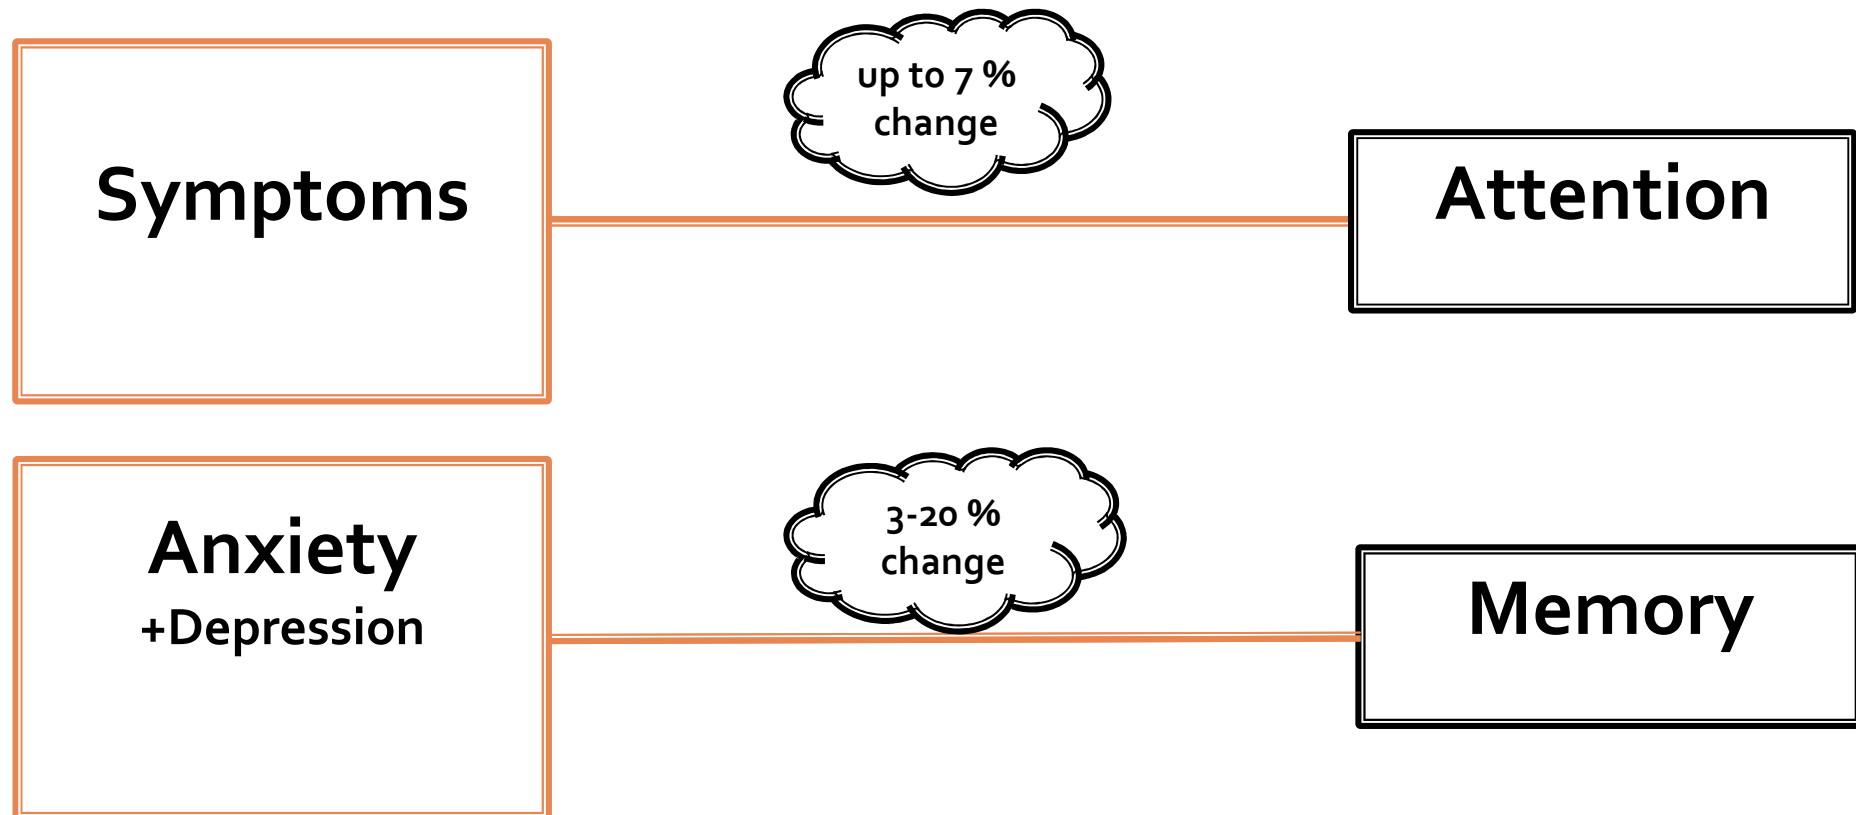 Symptoms
up to 7 %
change
Attention
Anxiety
+Depression
3-20 %
change
Memory